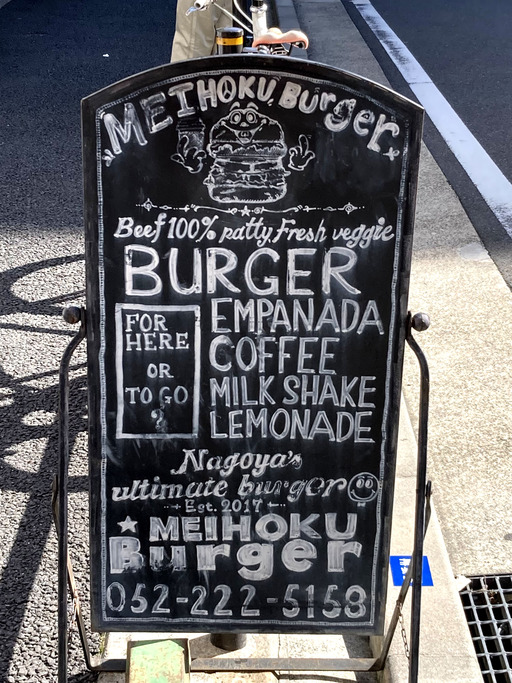 MEIHOKU Burger
Beef 100% patty, Fresh veggie
BURGER
FOR
HERE
OR
TO GO
?
EMPANADA
COFFEE
MILK SHAKE
LEMONADE
Nagoya's
ultimate burger
Est. 2017
MEIHOKU
Burger
052-222-5158